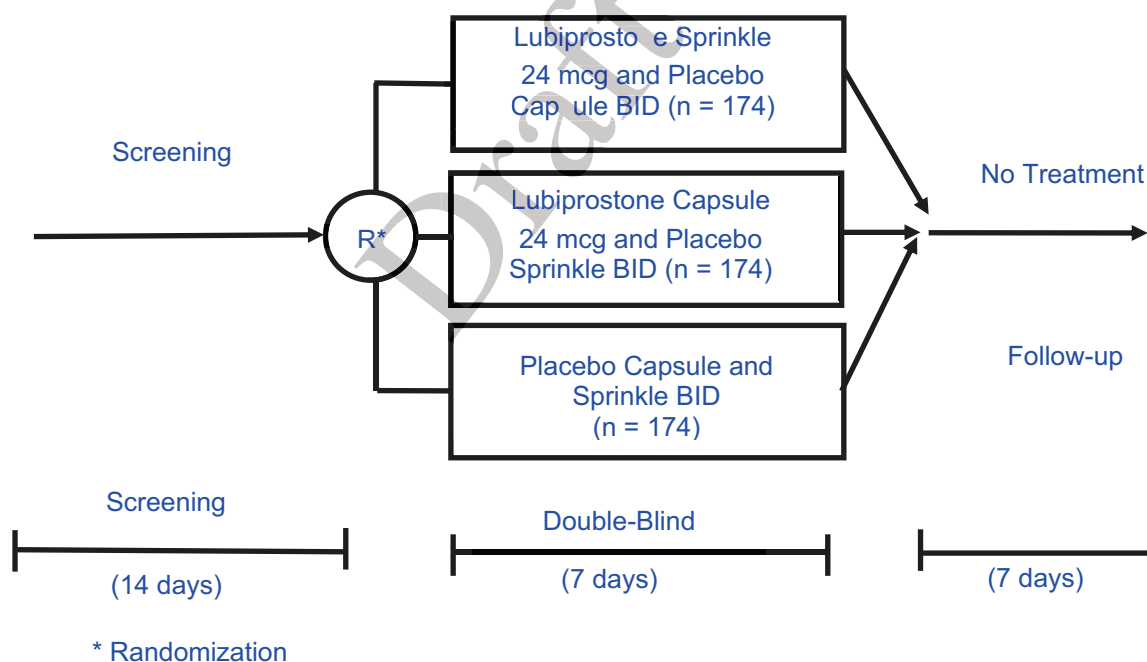 Lubiprosto e Sprinkle
24 mcg and Placebo
Cap ule BID (n = 174)
Screening
No Treatment
R*
Lubiprostone Capsule
24 mcg and Placebo
Sprinkle BID (n = 174)
Follow-up
Placebo Capsule and
Sprinkle BID
(n = 174)
Screening
Double-Blind
(14 days)
(7 days)
(7 days)
* Randomization
Draft